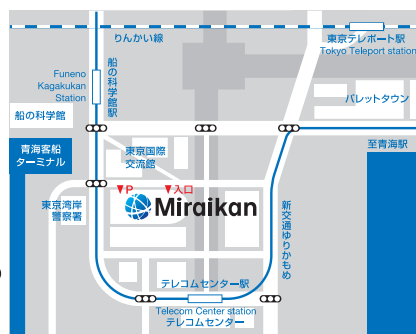 りんかい線
東京テレポート駅
Tokyo Teleport station
Funeno
Kagakukan
Station
船の科学館駅
パレットタウン
船の科学館
青海客船
ターミナル
東京国際
交流館
至青海駅
P
入口
Miraikan
東京湾岸
警察署
新交通ゆりかもめ
テレコムセンター駅
Telecom Center station
テレコムセンター